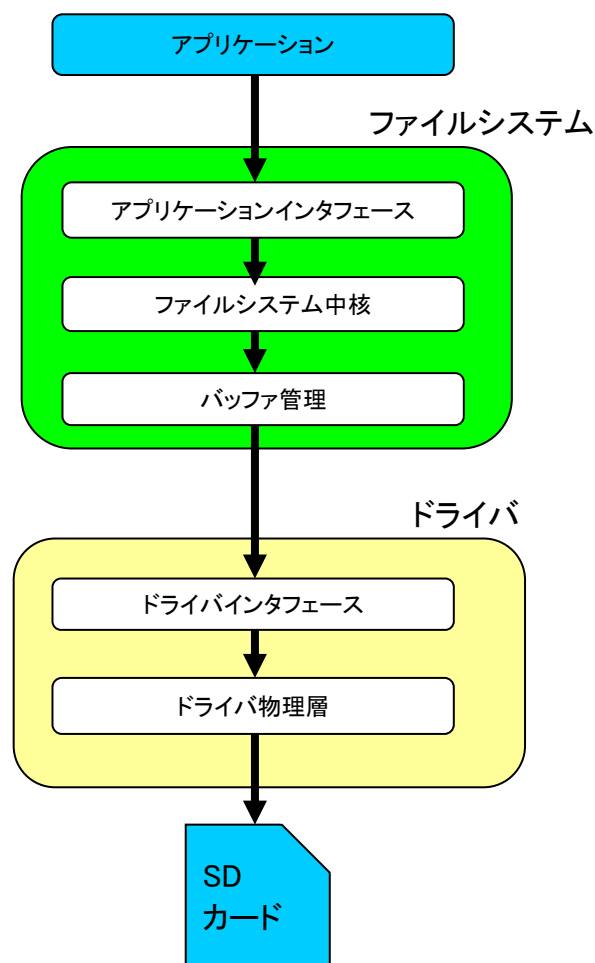 アプリケーション
ファイルシステム
アプリケーションインタフェース
ファイルシステム中核
バッファ管理
ドライバ
ドライバインタフェース
ドライバ物理層
SD
カード